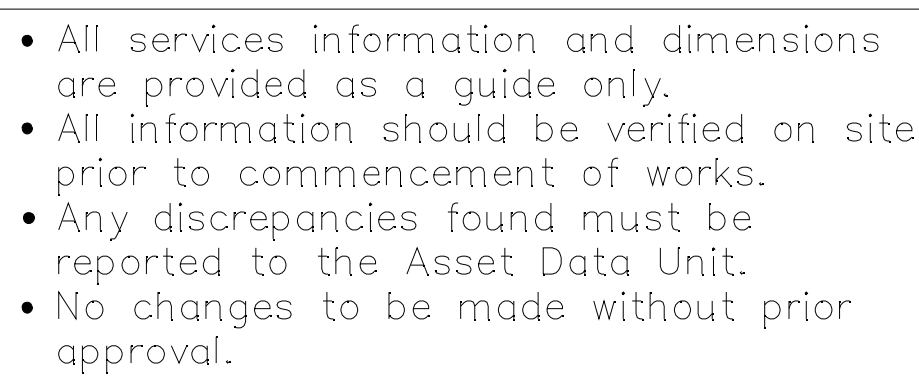 • All services information and dimensions
are provided as a guide only.
• All information should be verified on site
prior to commencement of works.
• Any discrepancies found must be
reported to the Asset Data Unit.
• No changes to be made without prior
approval.